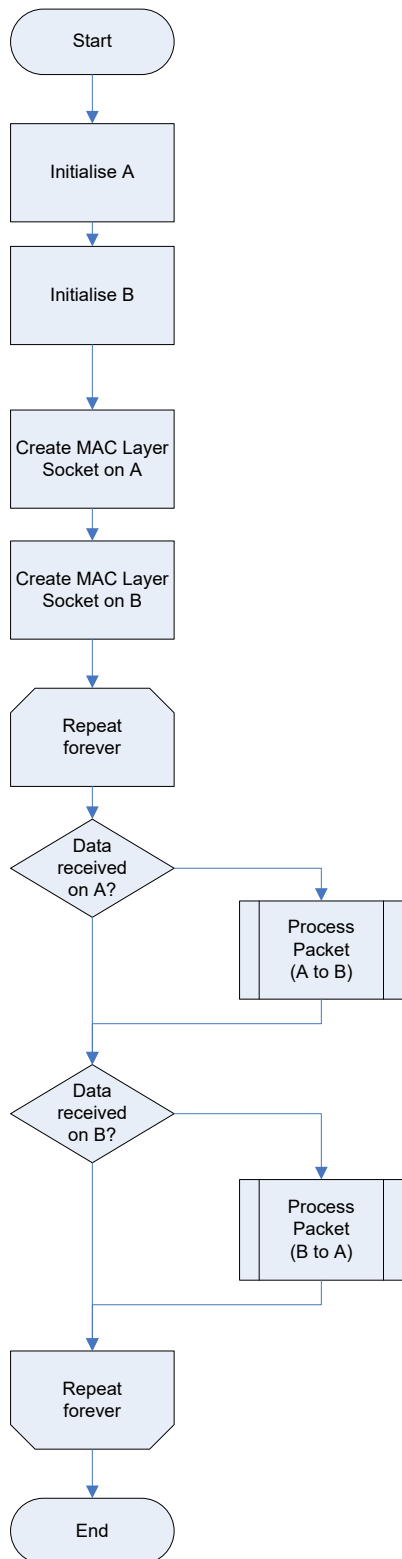 Start
Initialise A
Initialise B
Create MAC Layer
Socket on A
Create MAC Layer
Socket on B
Repeat
forever
Data
received
on A?
Process
Packet
(A to B)
Data
received
on B?
Process
Packet
(B to A)
Repeat
forever
End